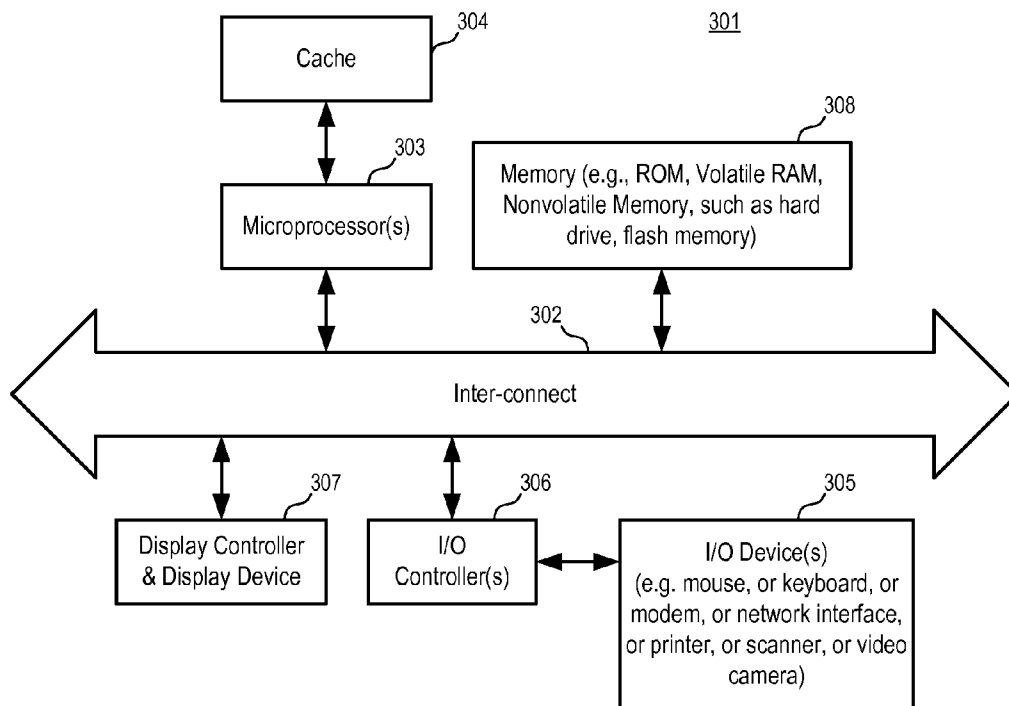 304
301
Cache
308
303
Memory (e.g., ROM, Volatile RAM,
Nonvolatile Memory, such as hard
drive, flash memory)
Microprocessor(s)
302
Inter-connect
307
306
305
Display Controller
& Display Device
I/O
Controller(s)
I/O Device(s)
(e.g. mouse, or keyboard, or
modem, or network interface,
or printer, or scanner, or video
camera)